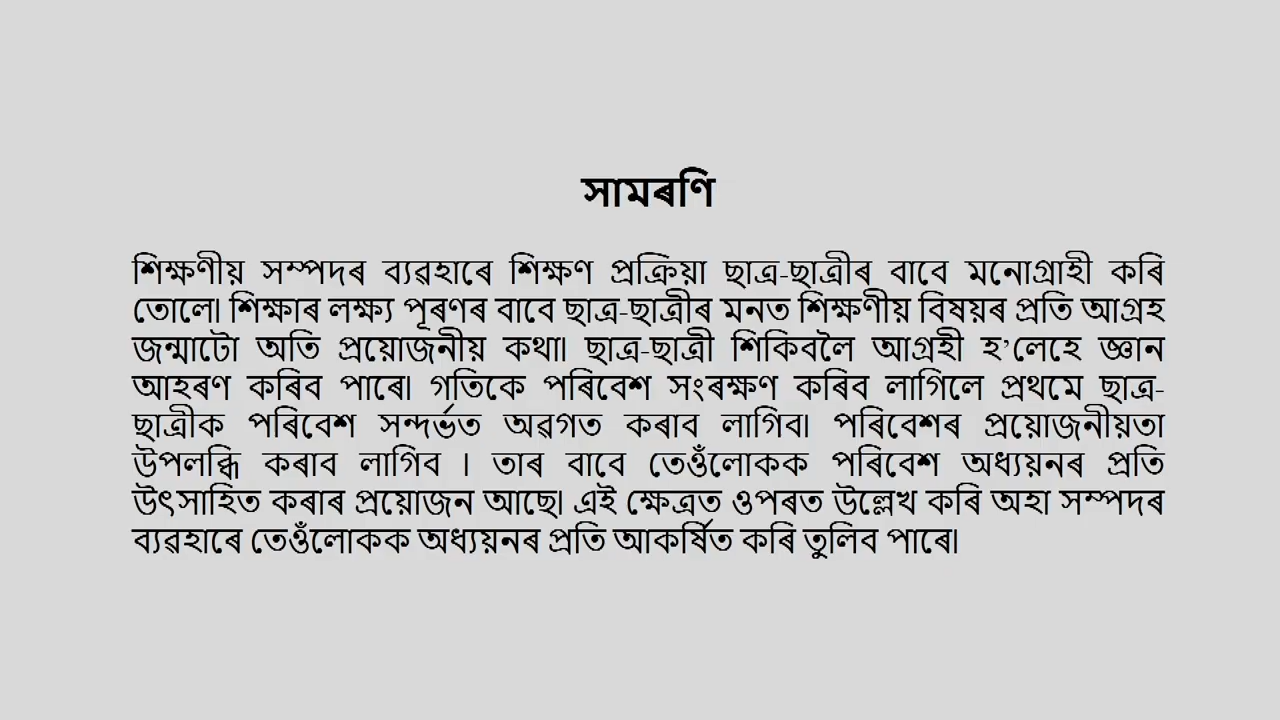 সামৰণি
শিক্ষণীয় সম্পদৰ ব্যৱহাৰে শিক্ষণ প্ৰক্ৰিয়া ছাত্ৰ-ছাত্ৰীৰ বাবে মনোগ্ৰাহী কৰি
তোলে। শিক্ষাৰ লক্ষ্য পূৰণৰ বাবে ছাত্ৰ-ছাত্ৰীৰ মনত শিক্ষণীয় বিষয়ৰ প্ৰতি আগ্ৰহ
জন্মাটো অতি প্ৰয়োজনীয় কথা। ছাত্ৰ-ছাত্ৰী শিকিবলৈ আগ্ৰহী হ’লেহে জ্ঞান
আহৰণ কৰিব পাৰে। গতিকে পৰিবেশ সংৰক্ষণ কৰিব লাগিলে প্ৰথমে ছাত্ৰ-
ছাত্ৰীক পৰিবেশ সন্দৰ্ভত অৱগত কৰাব লাগিব। পৰিবেশৰ প্ৰয়োজনীয়তা
উপলব্ধি কৰাব লাগিব । তাৰ বাবে তেওঁলোকক পৰিবেশ অধ্যয়নৰ প্ৰতি
উৎসাহিত কৰাৰ প্ৰয়োজন আছে। এই ক্ষেত্ৰত ওপৰত উল্লেখ কৰি অহা সম্পদৰ
ব্যৱহাৰে তেওঁলোকক অধ্যয়নৰ প্ৰতি আকৰ্ষিত কৰি তুলিব পাৰে।